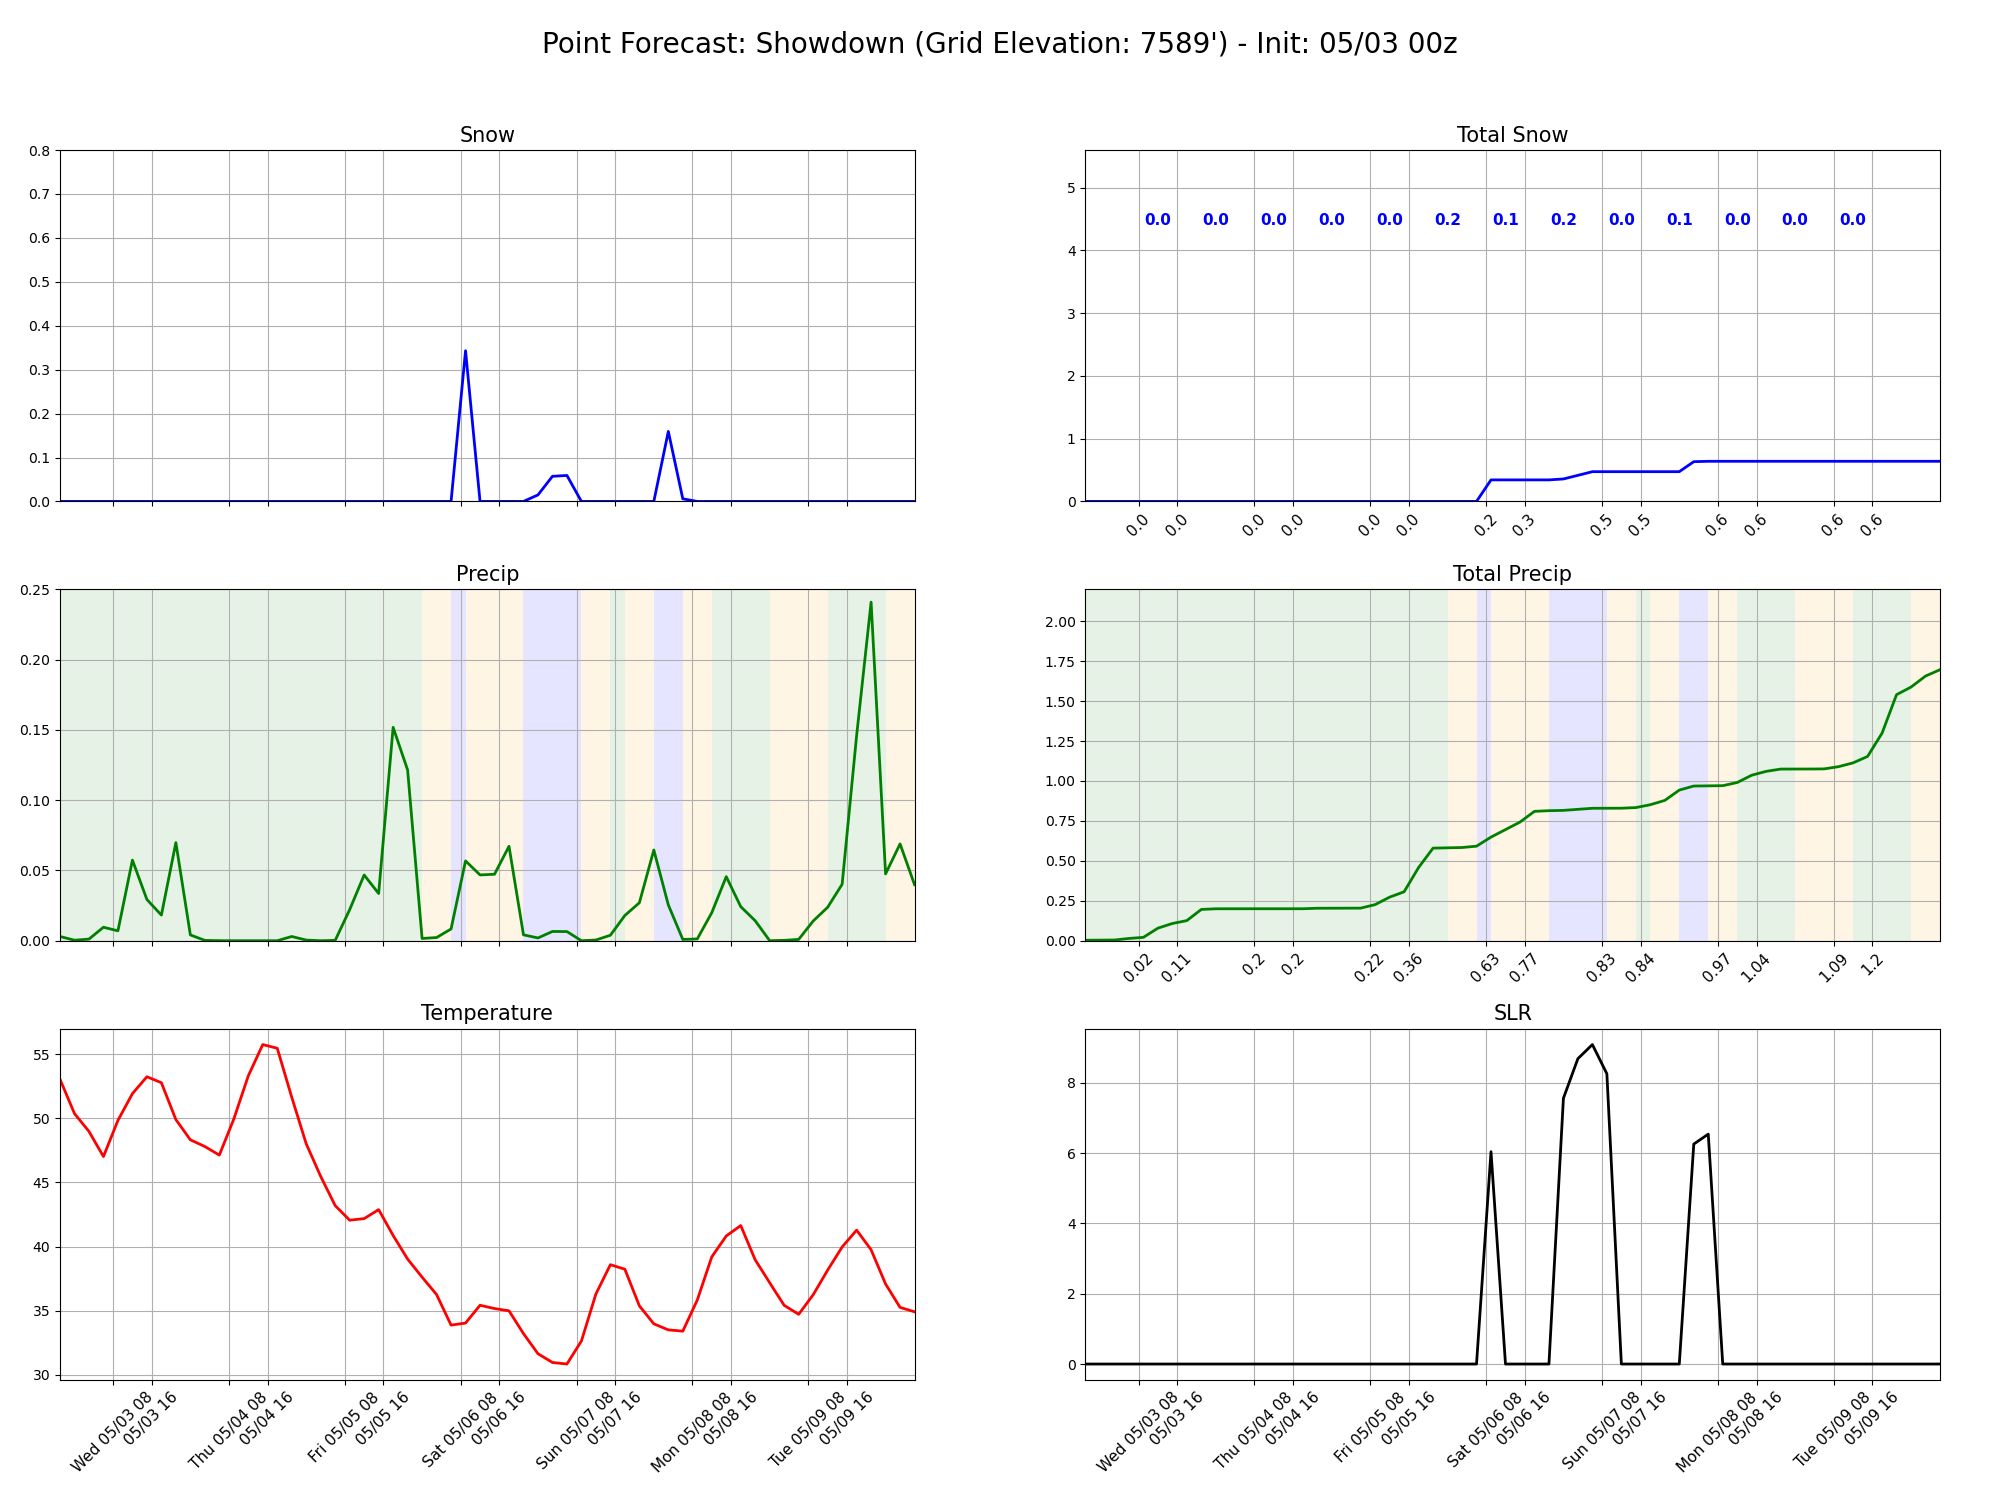 Point Forecast: Showdown (Grid Elevation: 7589') - Init: 05/03 00z
Snow
0.8
0.7
0.6
0.5
0.4
0.3
0.2
0.1
0.0
Total Snow
5
4
3
2
1
0
0.0 0.0 0.0 0.0 0.0 0.2 0.1 0.2 0.0 0.1 0.0 0.0 0.0
0.0 0.0 0.0 0.0 0.0 0.0 0.2 0.3 0.5 0.5 0.6 0.6 0.6 0.6
Precip
0.25
0.20
0.15
0.10
0.05
0.00
Total Precip
2.00
1.75
1.50
1.25
1.00
0.75
0.50
0.25
0.00
0.02 0.11 0.2 0.2 0.22 0.36 0.63 0.77 0.83 0.84 0.97 1.04 1.09 1.2
Temperature
55
50
45
40
35
30
Wed 05/03 08
05/03 16
Thu 05/04 08
05/04 16
Fri 05/05 08
05/05 16
Sat 05/06 08
05/06 16
Sun 05/07 08
05/07 16
Mon 05/08 08
05/08 16
Tue 05/09 08
05/09 16
SLR
8
6
4
2
0
Wed 05/03 08
05/03 16
Thu 05/04 08
05/04 16
Fri 05/05 08
05/05 16
Sat 05/06 08
05/06 16
Sun 05/07 08
05/07 16
Mon 05/08 08
05/08 16
Tue 05/09 08
05/09 16